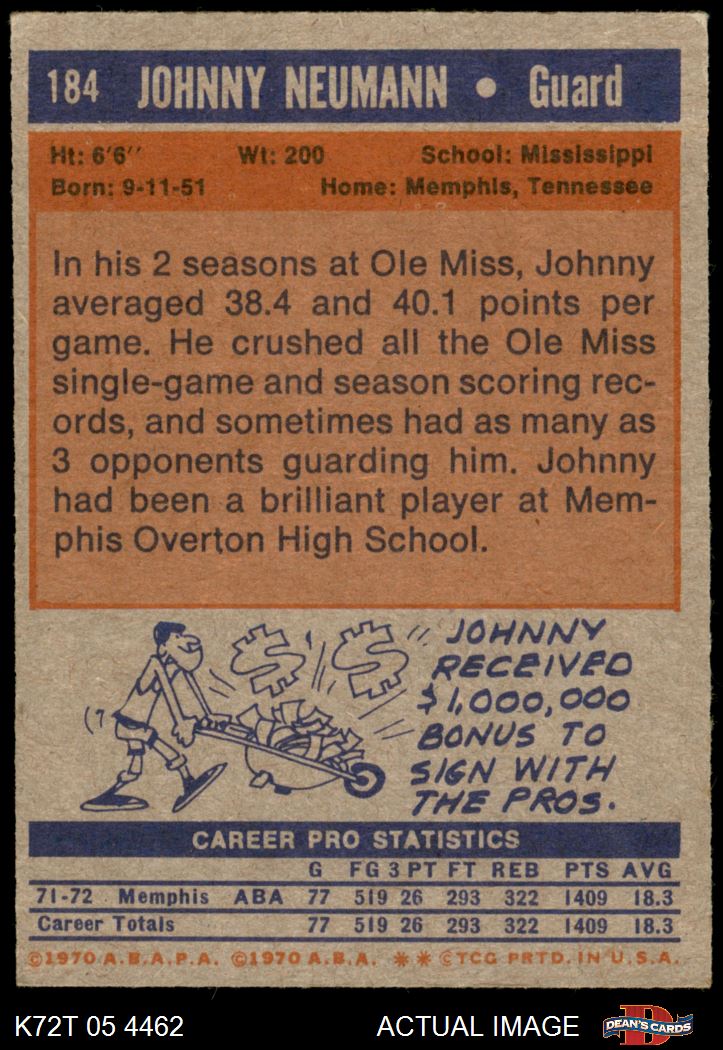 184 JOHNNY NEUMANN • Guard
Ht: 6'6'' Wt: 200 School: Mississippi
Born: 9-11-51 Home: Memphis, Tennessee
In his 2 seasons at Ole Miss, Johnny
averaged 38.4 and 40.1 points per
game. He crushed all the Ole Miss
single-game and season scoring rec-
ords, and sometimes had as many as
3 opponents guarding him. Johnny
had been a brilliant player at Mem-
phis Overton High School.
$ $
JOHNNY
RECEIVED
$1,000,000
BONUS TO
SIGN WITH
THE PROS.
CAREER PRO STATISTICS
G FG 3 PT FT REB PTS AVG
71-72 Memphis ABA 77 519 26 293 322 1409 18.3
Career Totals 77 519 26 293 322 1409 18.3
©1970 A.B.A.P.A. ©1970 A.B.A. ** ©TCG PRTD. IN U.S.A.
K72T 05 4462 ACTUAL IMAGE D DEAN'S CARDS